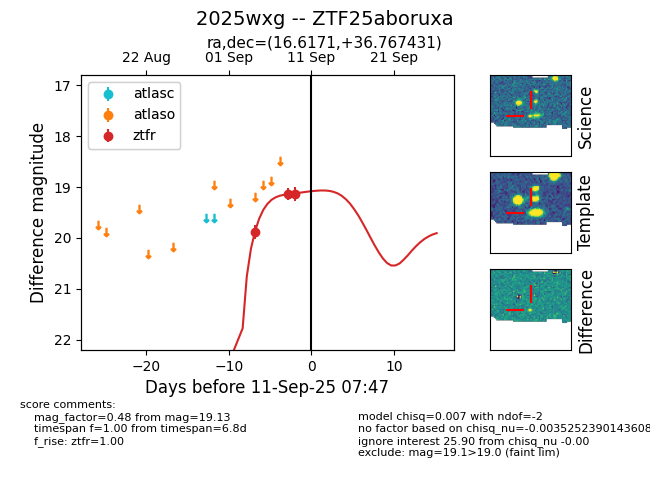 2025wxg -- ZTF25aboruxa
ra,dec=(16.6171,+36.767431)
22 Aug 01 Sep 11 Sep 21 Sep
17
18
19
20
21
22
Difference magnitude
atlasc
atlaso
ztfr
−20 −10 0 10
Days before 11-Sep-25 07:47
Science
Template
Difference
score comments:
mag_factor=0.48 from mag=19.13
timespan f=1.00 from timespan=6.8d
f_rise: ztfr=1.00
model chisq=0.007 with ndof=-2
no factor based on chisq_nu=-0.0035252390143608
ignore interest 25.90 from chisq_nu -0.00
exclude: mag=19.1>19.0 (faint lim)